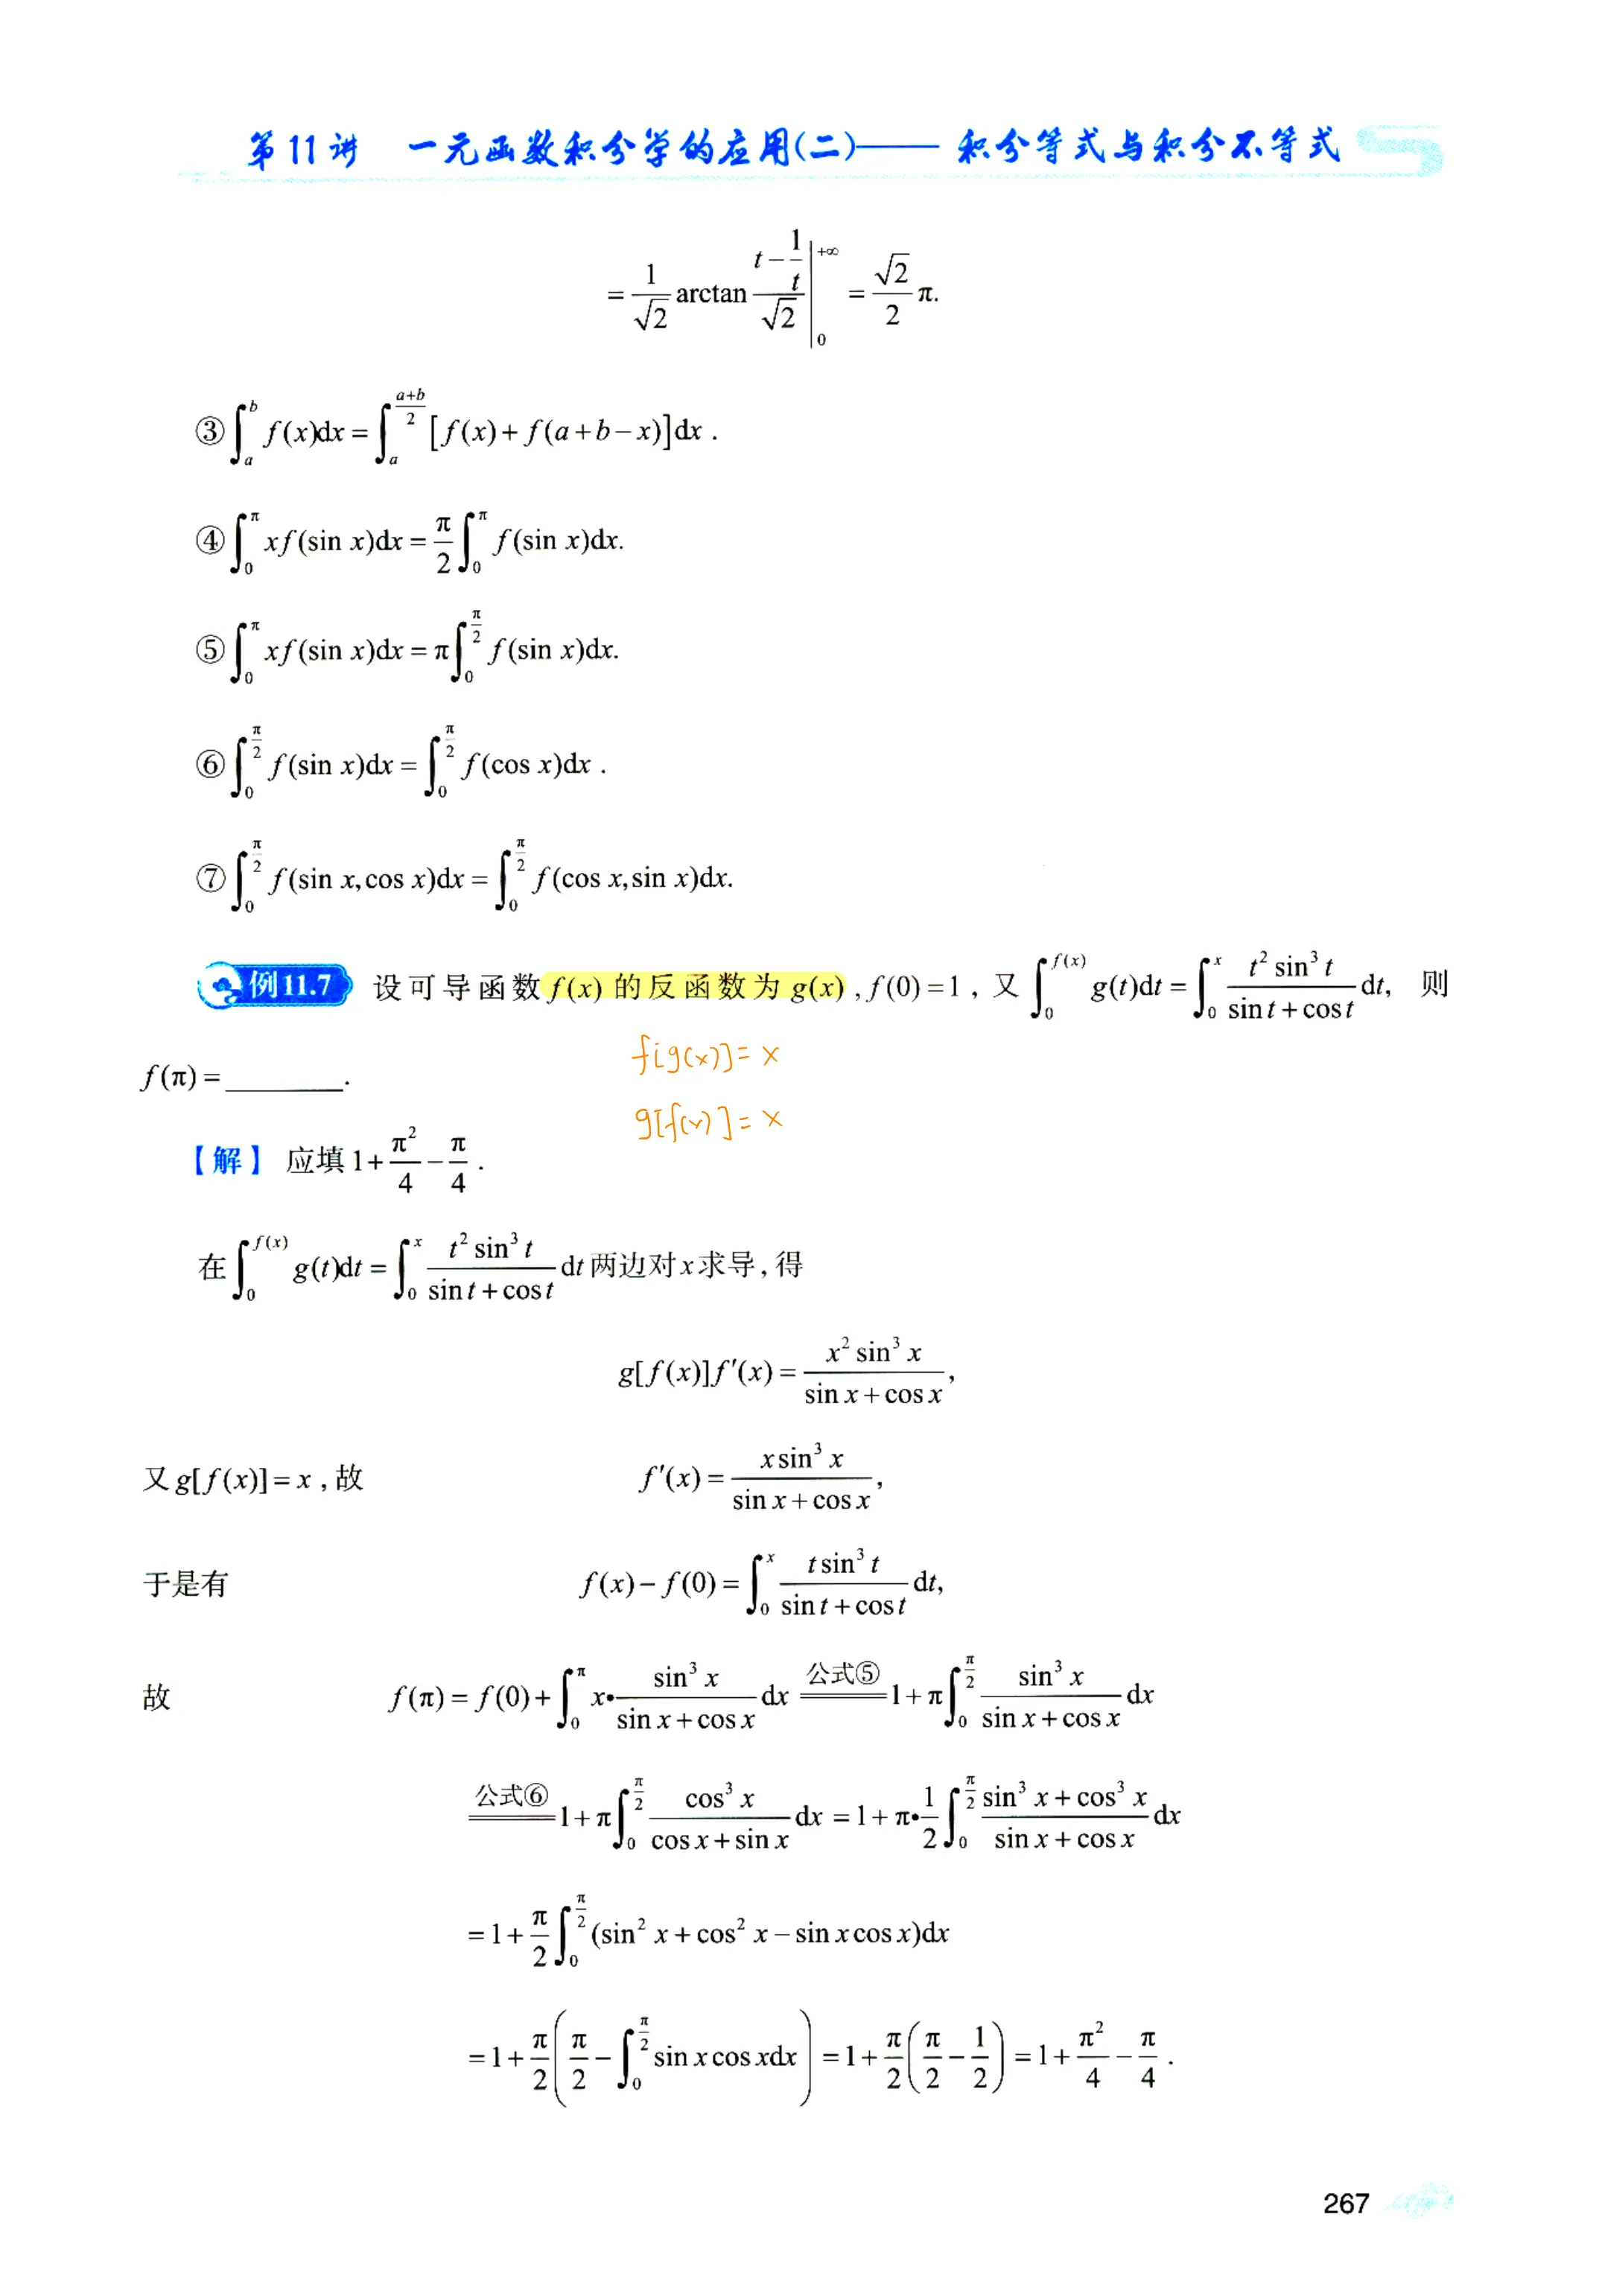 第11讲 一元函数积分学的应用(二)—— 积分等式与积分不等式
$=\frac{1}{\sqrt{2}}\arctan\frac{t-\frac{1}{t}}{\sqrt{2}}\Big|_{0}^{+\infty}=\frac{\sqrt{2}}{2}\pi.$
③$\int_a^b f(x)dx=\int_a^{\frac{a+b}{2}}[f(x)+f(a+b-x)]dx.$
④$\int_0^\pi xf(\sin x)dx=\frac{\pi}{2}\int_0^\pi f(\sin x)dx.$
⑤$\int_0^\pi xf(\sin x)dx=\pi\int_0^{\frac{\pi}{2}} f(\sin x)dx.$
⑥$\int_0^{\frac{\pi}{2}} f(\sin x)dx=\int_0^{\frac{\pi}{2}} f(\cos x)dx.$
⑦$\int_0^{\frac{\pi}{2}} f(\sin x,\cos x)dx=\int_0^{\frac{\pi}{2}} f(\cos x,\sin x)dx.$
例11.7 设可导函数$f(x)$的反函数为$g(x)$,$f(0)=1$,又$\int_0^{f(x)} g(t)dt=\int_0^x \frac{t^2\sin^3 t}{\sin t+\cos t}dt$, 则
$f[g(x)]=x$
$f(\pi)=$______.
$g[f(x)]=x$
【解】 应填$1+\frac{\pi^2}{4}-\frac{\pi}{4}$.
在$\int_0^{f(x)} g(t)dt=\int_0^x \frac{t^2\sin^3 t}{\sin t+\cos t}dt$两边对$x$求导,得
$g[f(x)]f'(x)=\frac{x^2\sin^3 x}{\sin x+\cos x},$
又$g[f(x)]=x$,故 $f'(x)=\frac{x\sin^3 x}{\sin x+\cos x},$
于是有 $f(x)-f(0)=\int_0^x \frac{t\sin^3 t}{\sin t+\cos t}dt,$
故 $f(\pi)=f(0)+\int_0^\pi x\cdot\frac{\sin^3 x}{\sin x+\cos x}dx\overset{公式⑤}{=}1+\pi\int_0^{\frac{\pi}{2}}\frac{\sin^3 x}{\sin x+\cos x}dx$
$\overset{公式⑥}{=}1+\pi\int_0^{\frac{\pi}{2}}\frac{\cos^3 x}{\cos x+\sin x}dx=1+\pi\cdot\frac{1}{2}\int_0^{\frac{\pi}{2}}\frac{\sin^3 x+\cos^3 x}{\sin x+\cos x}dx$
$=1+\frac{\pi}{2}\int_0^{\frac{\pi}{2}}(\sin^2 x+\cos^2 x-\sin x\cos x)dx$
$=1+\frac{\pi}{2}\left(\frac{\pi}{2}-\int_0^{\frac{\pi}{2}}\sin x\cos xdx\right)=1+\frac{\pi}{2}\left(\frac{\pi}{2}-\frac{1}{2}\right)=1+\frac{\pi^2}{4}-\frac{\pi}{4}.$
267